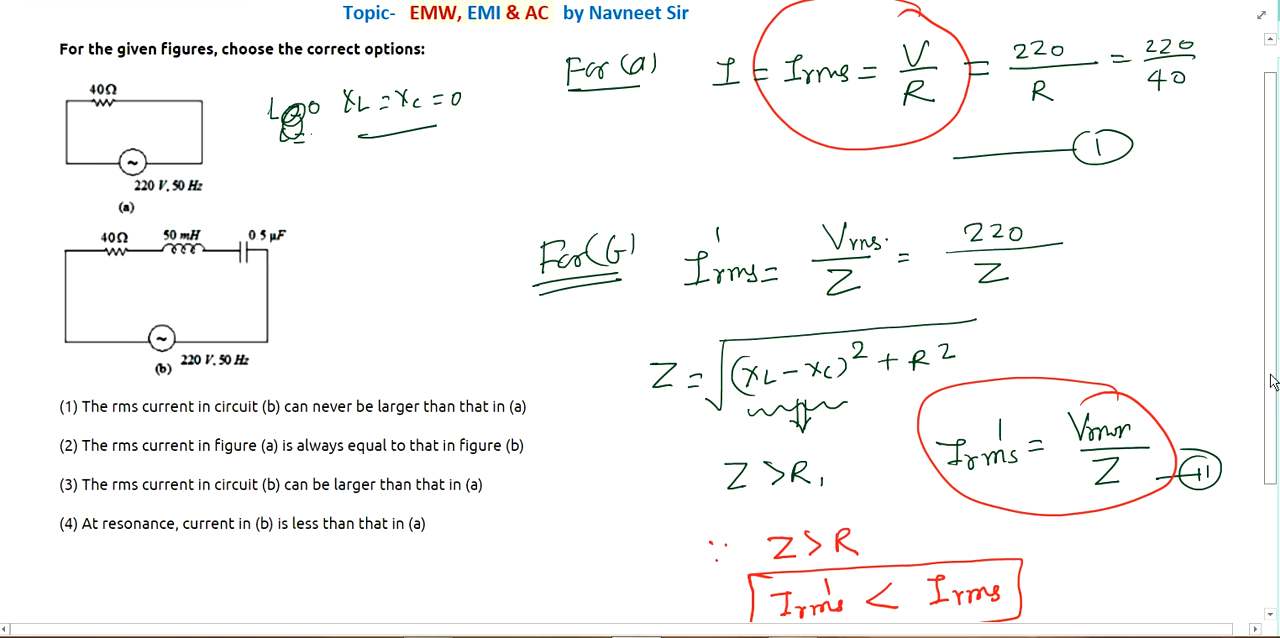 Topic- EMW, EMI & AC by Navneet Sir
For the given figures, choose the correct options:
40Ω
220 V, 50 Hz
(a)
40Ω 50 mH 0 5 μF
220 V, 50 Hz
(b)
(1) The rms current in circuit (b) can never be larger than that in (a)
(2) The rms current in figure (a) is always equal to that in figure (b)
(3) The rms current in circuit (b) can be larger than that in (a)
(4) At resonance, current in (b) is less than that in (a)
XL = XC = 0
For (a) I = Irms = V/R = 220/R = 220/40
1
For (b) I'rms = Vrms./Z = 220/Z
Z = √(XL - XC)² + R²
Z > R,
I'rms = /Z
11
∵ Z > R
I'rms < Irms